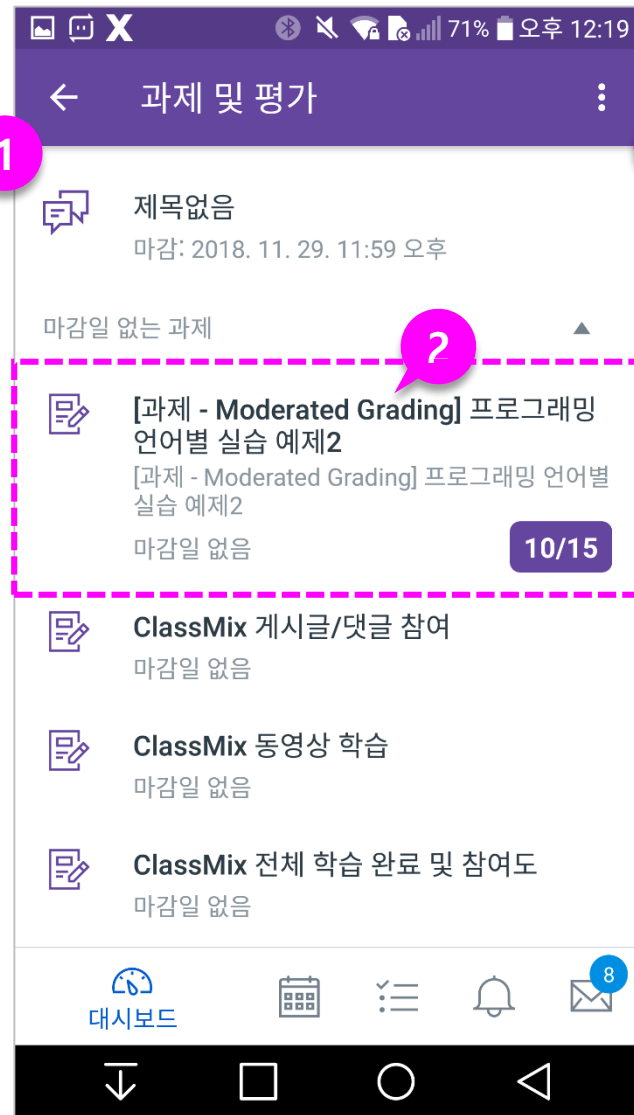 71% 오후 12:19
과제 및 평가
1
제목없음
마감: 2018. 11. 29. 11:59 오후
마감일 없는 과제
2
[과제 - Moderated Grading] 프로그래밍
언어별 실습 예제2
[과제 - Moderated Grading] 프로그래밍 언어별
실습 예제2
마감일 없음
10/15
ClassMix 게시글/댓글 참여
마감일 없음
ClassMix 동영상 학습
마감일 없음
ClassMix 전체 학습 완료 및 참여도
마감일 없음
8
대시보드